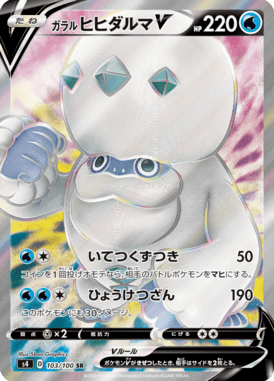 たね ガラル ヒヒダルマV HP220
いてつくずつき 50
コインを1回投げオモテなら、相手のバトルポケモンをマヒにする。
ひょうけつざん 190
このポケモンにも30ダメージ。
弱点 ×2 抵抗力 にげる
Vルール
Vポケモンがきぜつしたとき、相手はサイドを2枚とる。
s4 D 103/100 SR